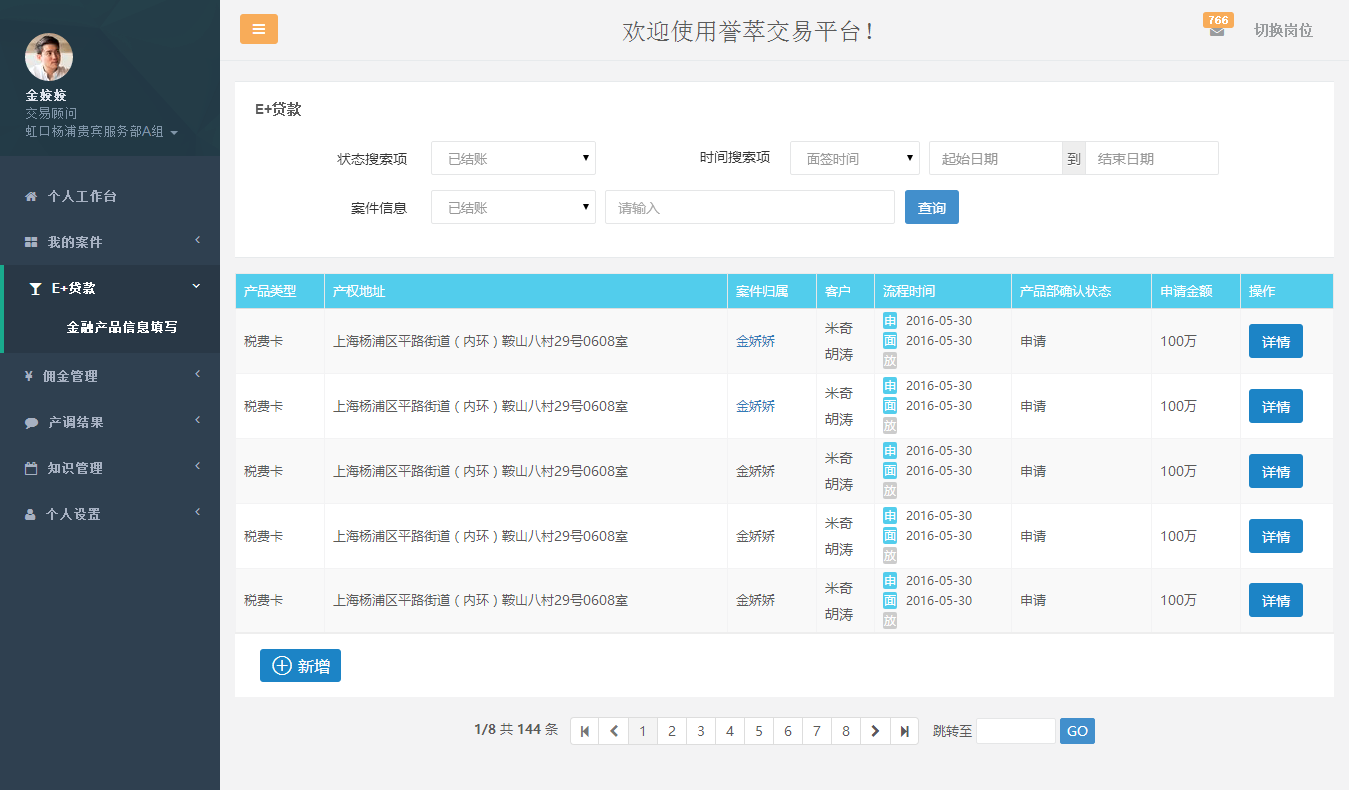 金姣姣
交易顾问
虹口杨浦贵宾服务部A组
个人工作台
我的案件
E+贷款
金融产品信息填写
¥ 佣金管理
产调结果
知识管理
个人设置
欢迎使用誉萃交易平台！
766
切换岗位
E+贷款
状态搜索项 已结账 时间搜索项 面签时间 起始日期 到 结束日期
案件信息 已结账 请输入 查询
产品类型 产权地址 案件归属 客户 流程时间 产品部确认状态 申请金额 操作
税费卡 上海杨浦区平路街道（内环）鞍山八村29号0608室 金娇娇 米奇 胡涛 申 2016-05-30 面 2016-05-30 放 申请 100万 详情
税费卡 上海杨浦区平路街道（内环）鞍山八村29号0608室 金娇娇 米奇 胡涛 申 2016-05-30 面 2016-05-30 放 申请 100万 详情
税费卡 上海杨浦区平路街道（内环）鞍山八村29号0608室 金娇娇 米奇 胡涛 申 2016-05-30 面 2016-05-30 放 申请 100万 详情
税费卡 上海杨浦区平路街道（内环）鞍山八村29号0608室 金娇娇 米奇 胡涛 申 2016-05-30 面 2016-05-30 放 申请 100万 详情
税费卡 上海杨浦区平路街道（内环）鞍山八村29号0608室 金娇娇 米奇 胡涛 申 2016-05-30 面 2016-05-30 放 申请 100万 详情
新增
1/8 共 144 条 1 2 3 4 5 6 7 8 跳转至 GO